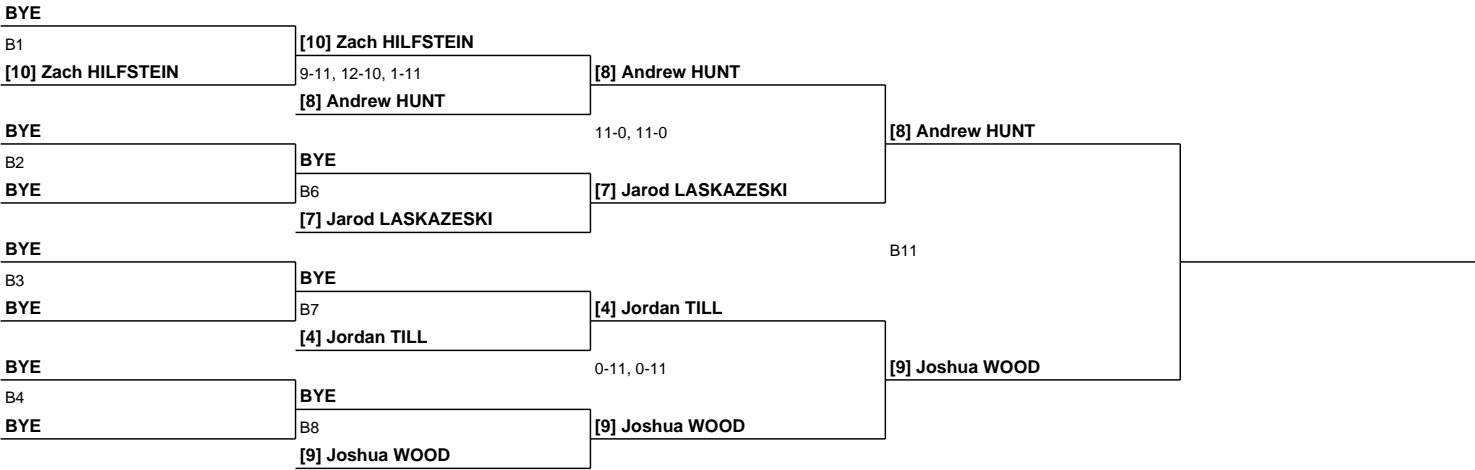 BYE
B1
[10] Zach HILFSTEIN
[10] Zach HILFSTEIN
9-11, 12-10, 1-11
[8] Andrew HUNT
[8] Andrew HUNT
BYE
B2
BYE
BYE
B6
[7] Jarod LASKAZESKI
11-0, 11-0
[7] Jarod LASKAZESKI
[8] Andrew HUNT
BYE
B3
BYE
BYE
B7
[4] Jordan TILL
[4] Jordan TILL
BYE
B4
BYE
BYE
B8
[9] Joshua WOOD
0-11, 0-11
[9] Joshua WOOD
[9] Joshua WOOD
B11